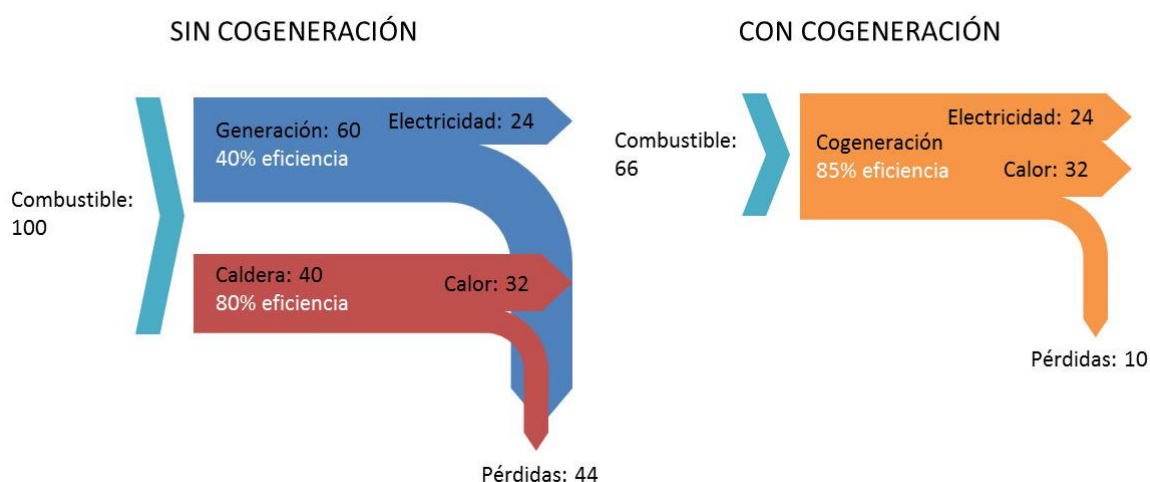 SIN COGENERACIÓN
Combustible:
100
Generación: 60
40% eficiencia
Electricidad: 24
Caldera: 40
80% eficiencia
Calor: 32
Pérdidas: 44
CON COGENERACIÓN
Combustible:
66
Cogeneración
85% eficiencia
Electricidad: 24
Calor: 32
Pérdidas: 10